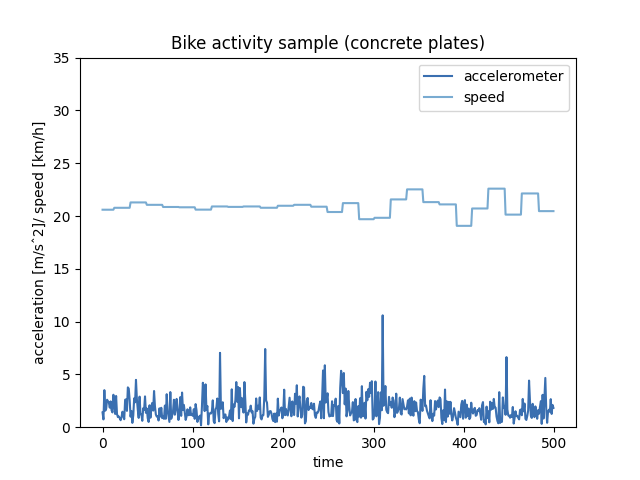 Bike activity sample (concrete plates)
accelerometer
speed
acceleration [m/s^2]/ speed [km/h]
35
30
25
20
15
10
5
0
0 100 200 300 400 500
time